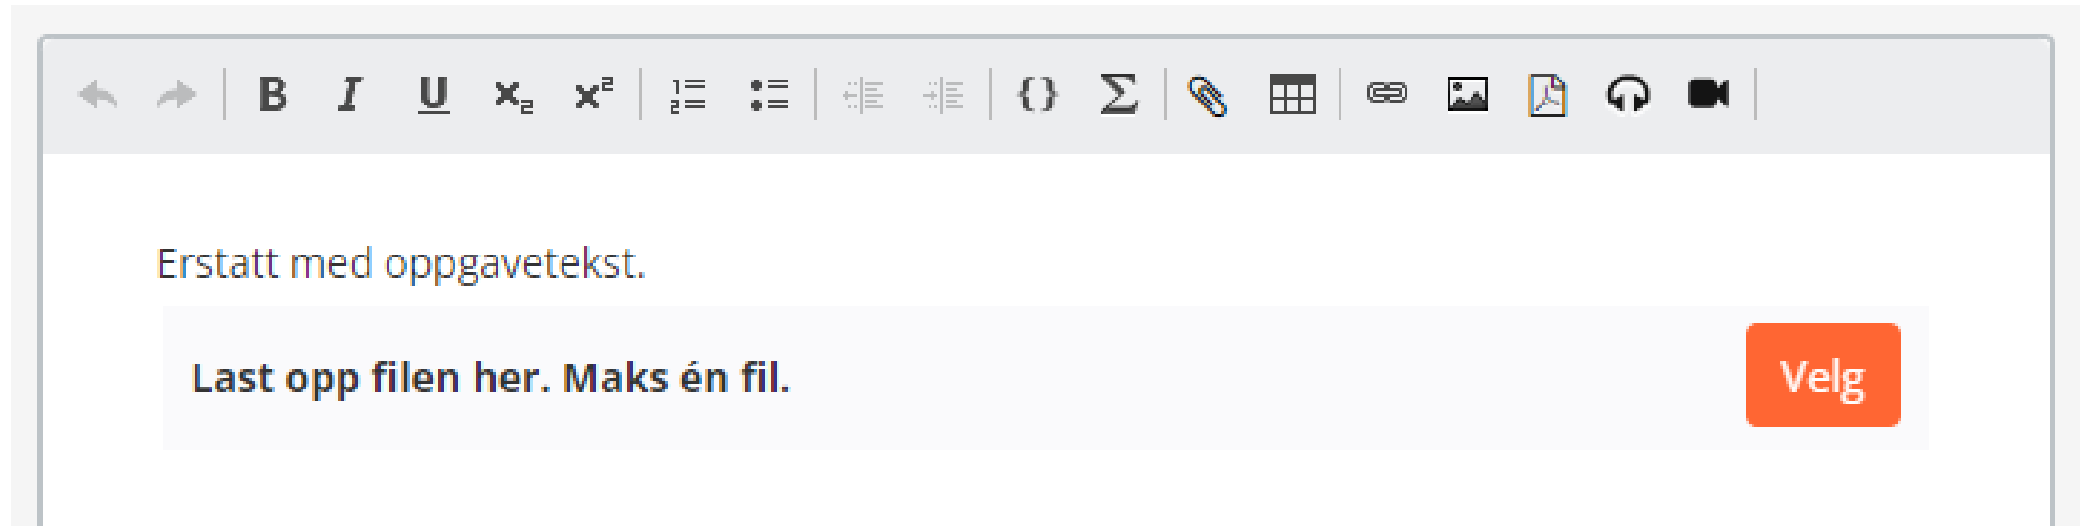 Erstatt med oppgavetekst.
Last opp filen her. Maks én fil.
Velg